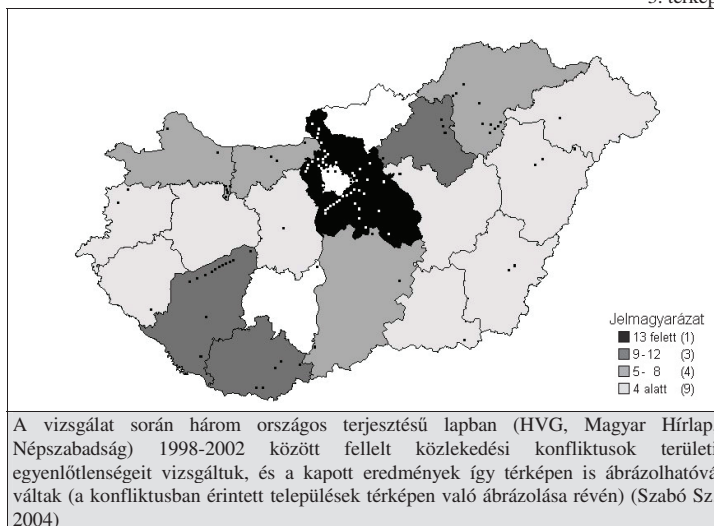 Jelmagyarázat
13 felett (1)
9-12 (3)
5- 8 (4)
4 alatt (9)
A vizsgálat során három országos terjesztésű lapban (HVG, Magyar Hírlap,
Népszabadság) 1998-2002 között fellelt közlekedési konfliktusok területi
egyenlőtlenségeit vizsgáltuk, és a kapott eredmények így térképen is ábrázolhatóvá
váltak (a konfliktusban érintett települések térképen való ábrázolása révén) (Szabó Sz.
2004)